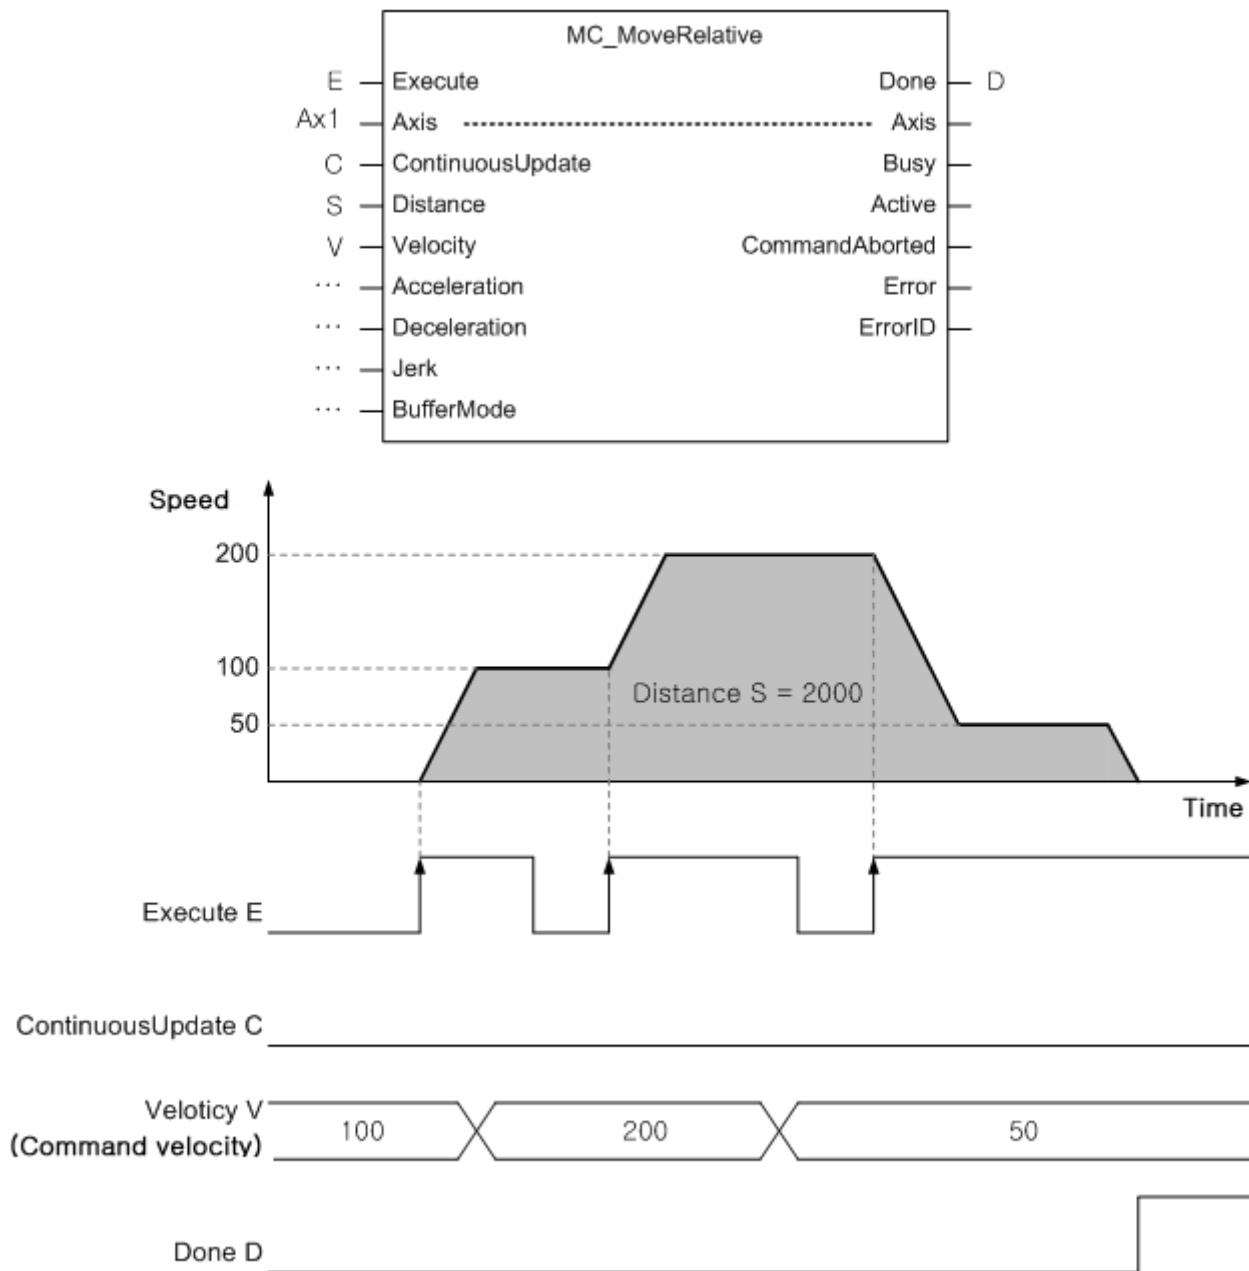 MC_MoveRelative
E Execute Done D
Ax1 Axis Axis
C ContinuousUpdate Busy
S Distance Active
V Velocity CommandAborted
... Acceleration Error
... Deceleration ErrorID
... Jerk
... BufferMode
Speed
200
100
Distance S = 2000
50
Time
Execute E
ContinuousUpdate C
Veloticy V
(Command velocity)
100 200 50
Done D